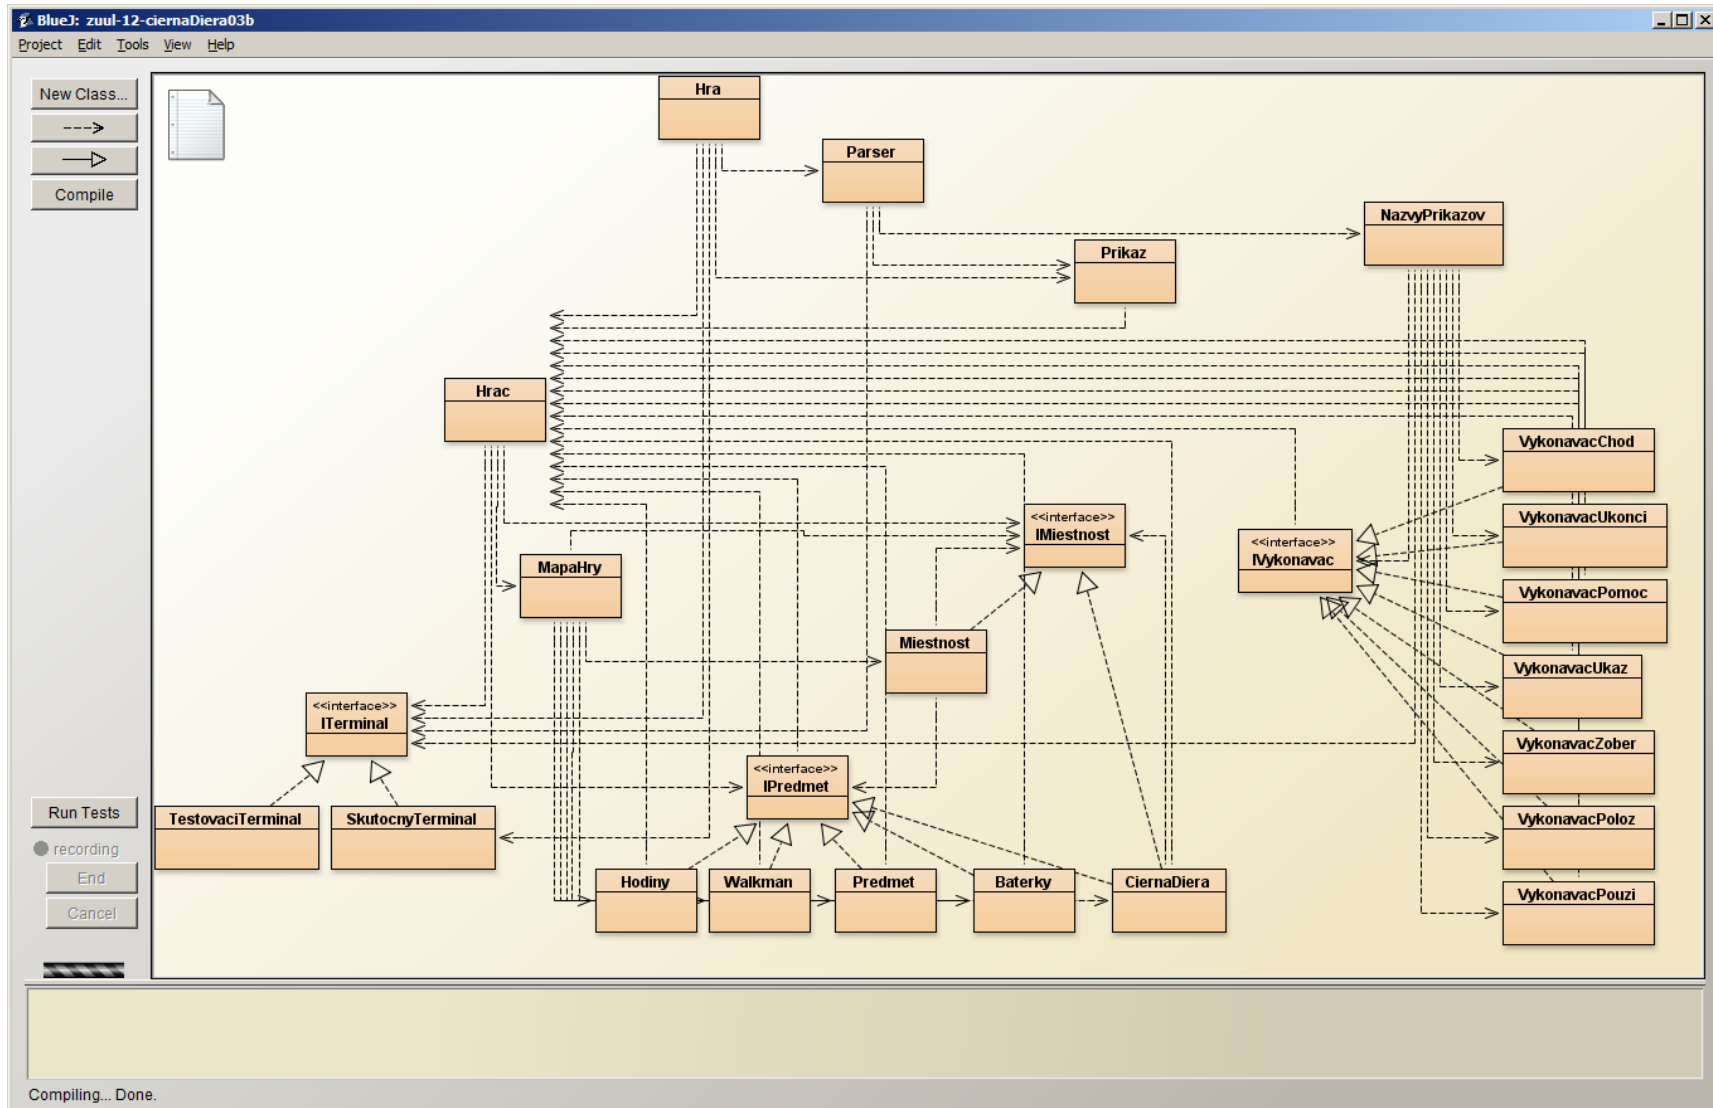 BlueJ: zuul-12-ciernaDiera03b
Project Edit Tools View Help
New Class...
Compile
Hra
Parser
NazvyPrikazov
Prikaz
Hrac
VykonavacChod
<<interface>>
IMiestnost
VykonavacUkonci
<<interface>>
IVykonavac
MapaHry
VykonavacPomoc
Miestnost
VykonavacUkaz
<<interface>>
ITerminal
VykonavacZober
<<interface>>
IPredmet
Run Tests
TestovaciTerminal
SkutocnyTerminal
VykonavacPoloz
recording
End
Cancel
Hodiny
Walkman
Predmet
Baterky
CiernaDiera
VykonavacPouzi
Compiling... Done.